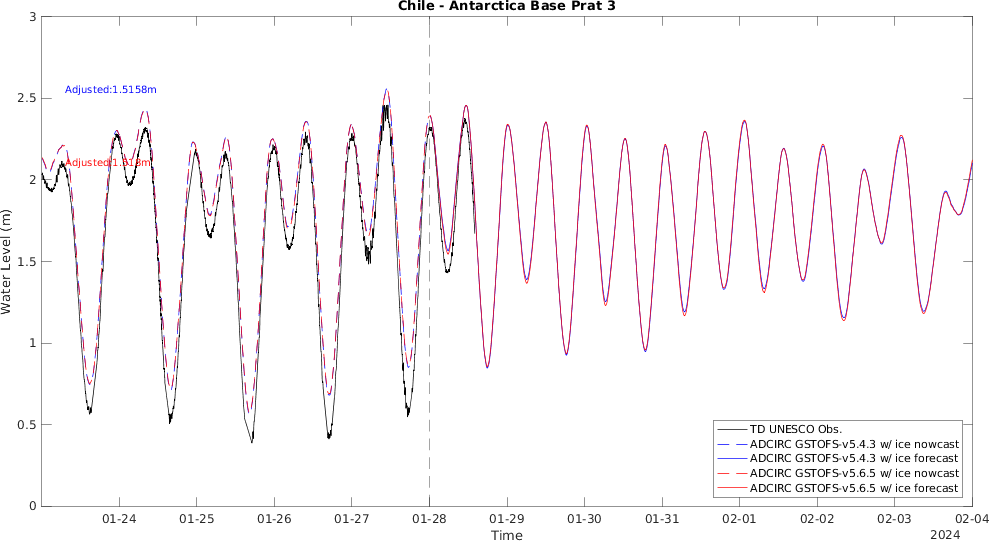 Chile - Antarctica Base Prat 3
3
2.5
2
1.5
1
0.5
0
Water Level (m)
Adjusted:1.5158m
01-24
01-25
01-26
01-27
01-28
01-29
01-30
01-31
02-01
02-02
02-03
02-04
Time
2024
TD UNESCO Obs.
ADCIRC GSTOFS-v5.4.3 w/ ice nowcast
ADCIRC GSTOFS-v5.4.3 w/ ice forecast
ADCIRC GSTOFS-v5.6.5 w/ ice nowcast
ADCIRC GSTOFS-v5.6.5 w/ ice forecast